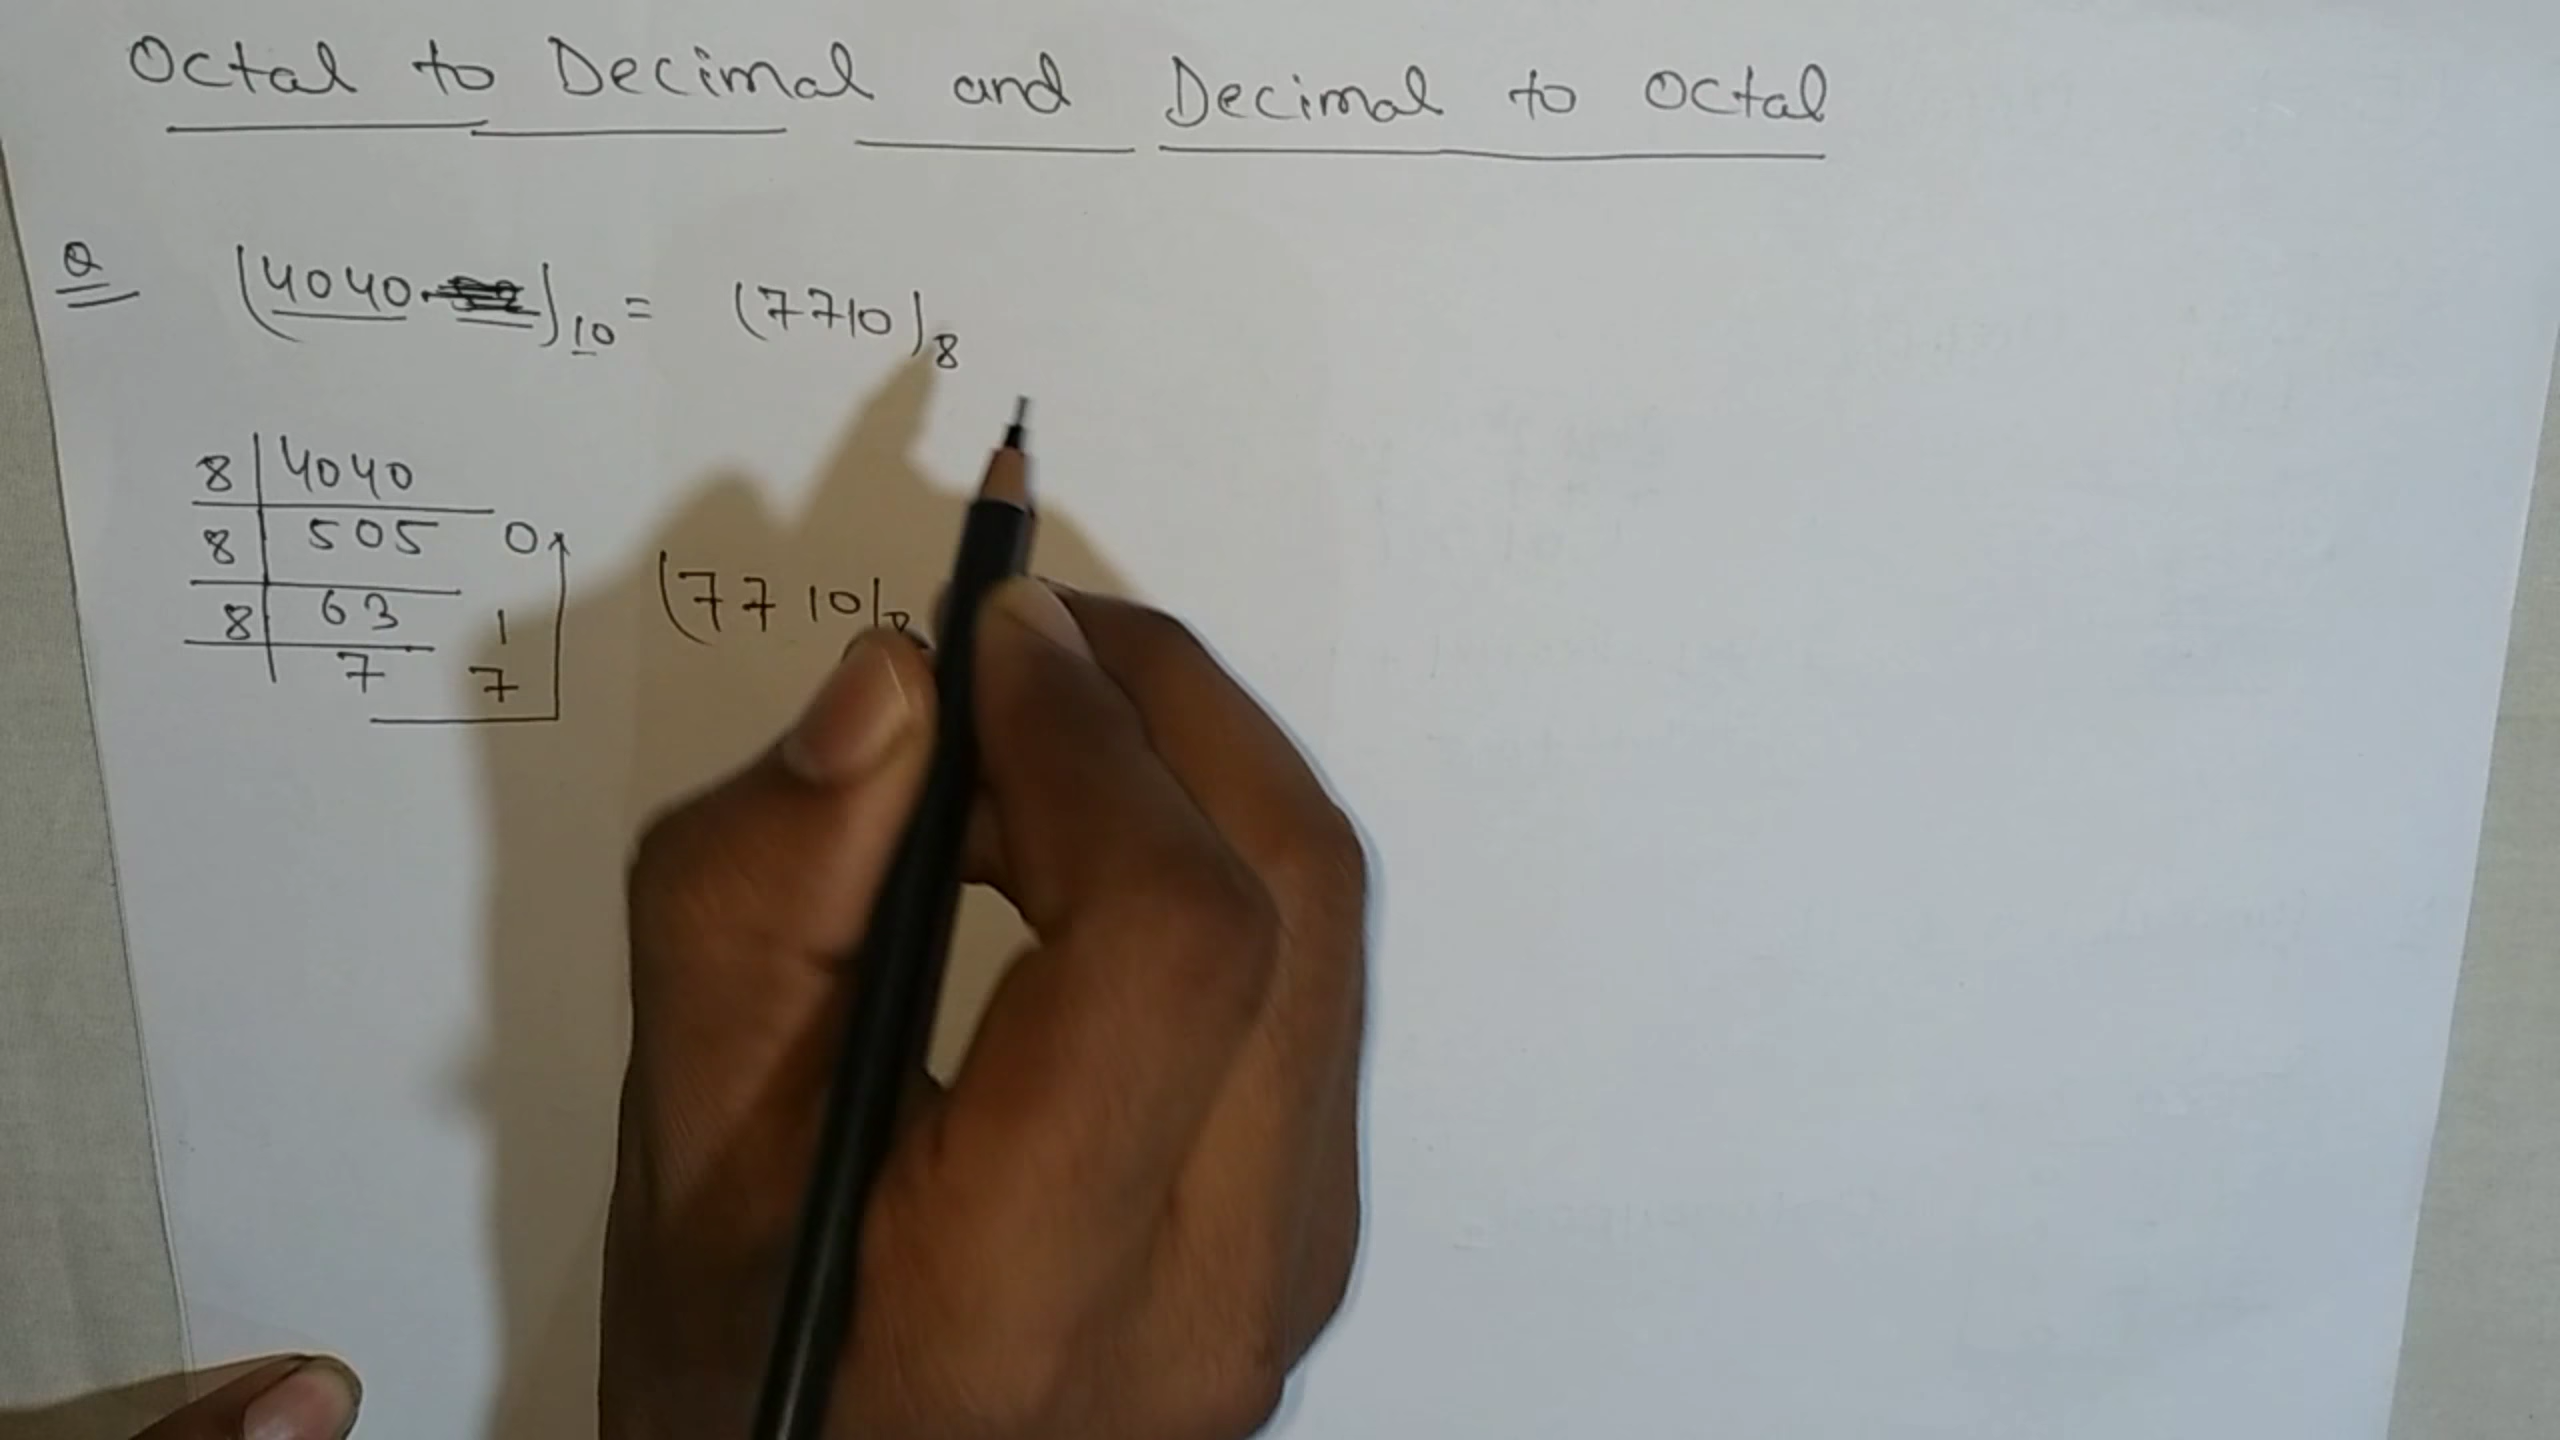 Octal to Decimal and Decimal to Octal
Q (4040.)10 = (7710)8
8 4040
8 505 0
8 63 1
7 7
(7710)